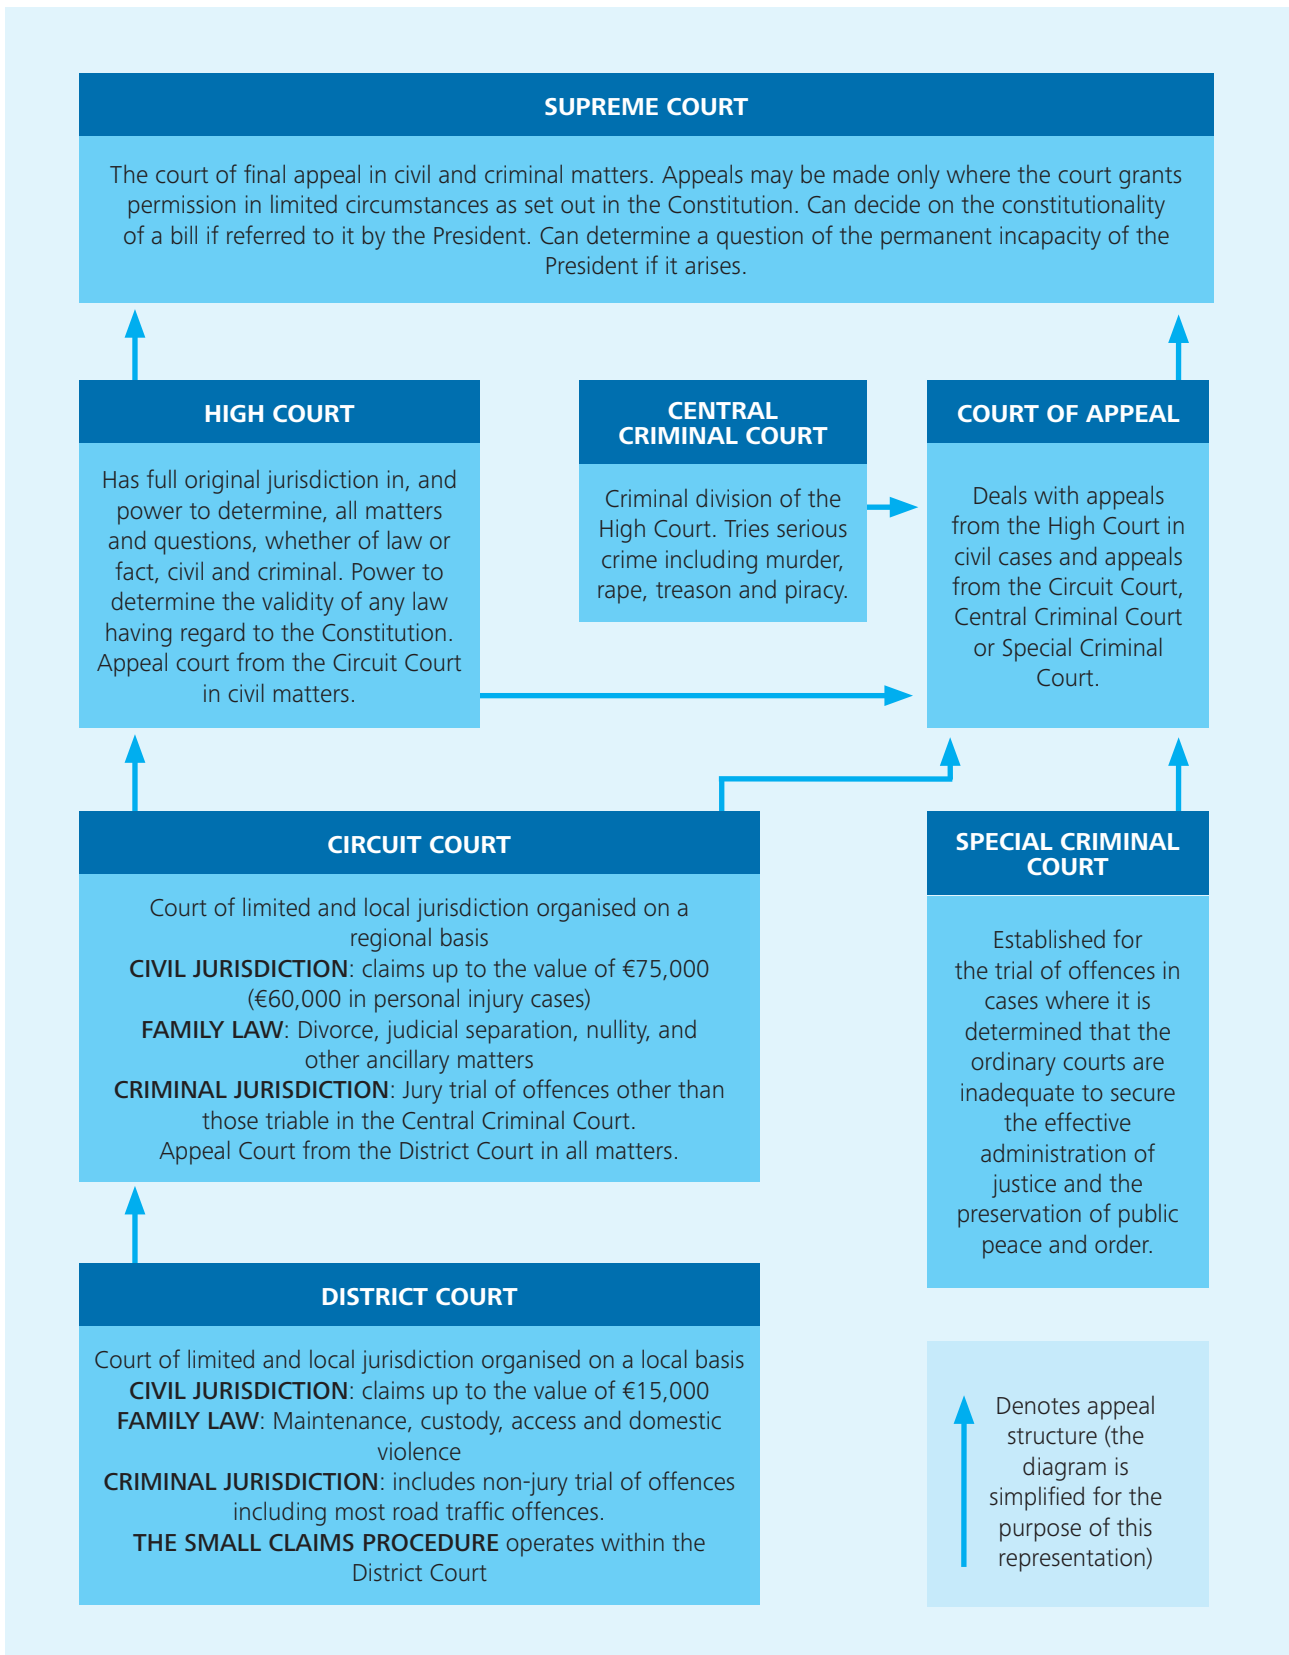 SUPREME COURT
The court of final appeal in civil and criminal matters. Appeals may be made only where the court grants
permission in limited circumstances as set out in the Constitution. Can decide on the constitutionality
of a bill if referred to it by the President. Can determine a question of the permanent incapacity of the
President if it arises.
HIGH COURT
Has full original jurisdiction in, and
power to determine, all matters
and questions, whether of law or
fact, civil and criminal. Power to
determine the validity of any law
having regard to the Constitution.
Appeal court from the Circuit Court
in civil matters.
CENTRAL
CRIMINAL COURT
Criminal division of the
High Court. Tries serious
crime including murder,
rape, treason and piracy.
COURT OF APPEAL
Deals with appeals
from the High Court in
civil cases and appeals
from the Circuit Court,
Central Criminal Court
or Special Criminal
Court.
CIRCUIT COURT
Court of limited and local jurisdiction organised on a
regional basis
CIVIL JURISDICTION: claims up to the value of €75,000
(€60,000 in personal injury cases)
FAMILY LAW: Divorce, judicial separation, nullity, and
other ancillary matters
CRIMINAL JURISDICTION: Jury trial of offences other than
those triable in the Central Criminal Court.
Appeal Court from the District Court in all matters.
SPECIAL CRIMINAL
COURT
Established for
the trial of offences in
cases where it is
determined that the
ordinary courts are
inadequate to secure
the effective
administration of
justice and the
preservation of public
peace and order.
DISTRICT COURT
Court of limited and local jurisdiction organised on a local basis
CIVIL JURISDICTION: claims up to the value of €15,000
FAMILY LAW: Maintenance, custody, access and domestic
violence
CRIMINAL JURISDICTION: includes non-jury trial of offences
including most road traffic offences.
THE SMALL CLAIMS PROCEDURE operates within the
District Court
Denotes appeal
structure (the
diagram is
simplified for the
purpose of this
representation)